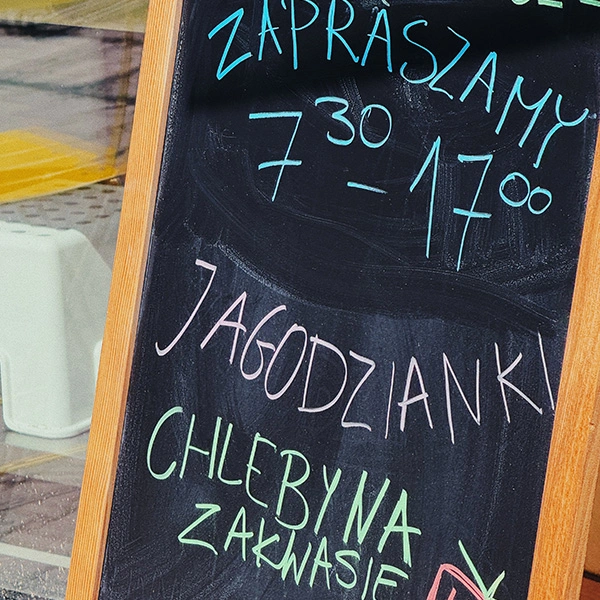 ZAPRASZAMY
7³⁰ - 17⁰⁰
JAGODZIANKI
CHLEBY NA
ZAKWASIE